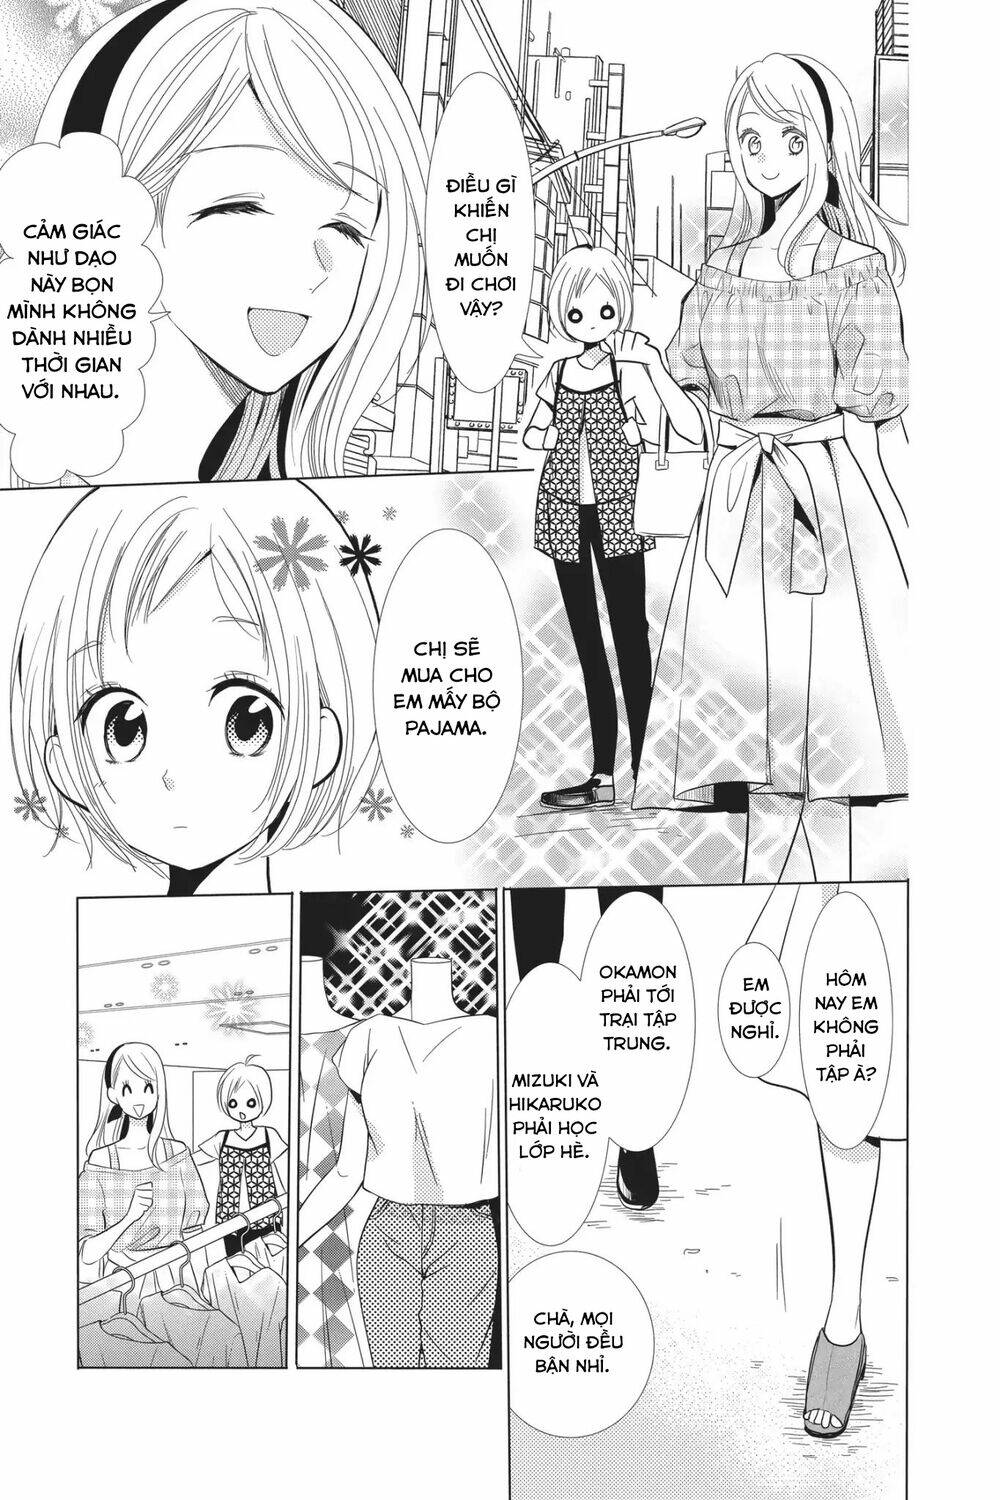 ĐIỀU GÌ
KHIẾN
CHỊ
MUỐN
ĐI CHƠI
VẬY?
CẢM GIÁC
NHƯ DẠO
NÀY BỌN
MÌNH KHÔNG
DÀNH NHIỀU
THỜI GIAN
VỚI NHAU.
CHỊ SẼ
MUA CHO
EM MẤY BỘ
PAJAMA.
HÔM
NAY EM
KHÔNG
PHẢI
TẬP À?
EM
ĐƯỢC
NGHỈ.
OKAMON
PHẢI TỚI
TRẠI TẬP
TRUNG.
MIZUKI VÀ
HIKARUKO
PHẢI HỌC
LỚP HÈ.
CHÀ, MỌI
NGƯỜI ĐỀU
BẬN NHỈ.